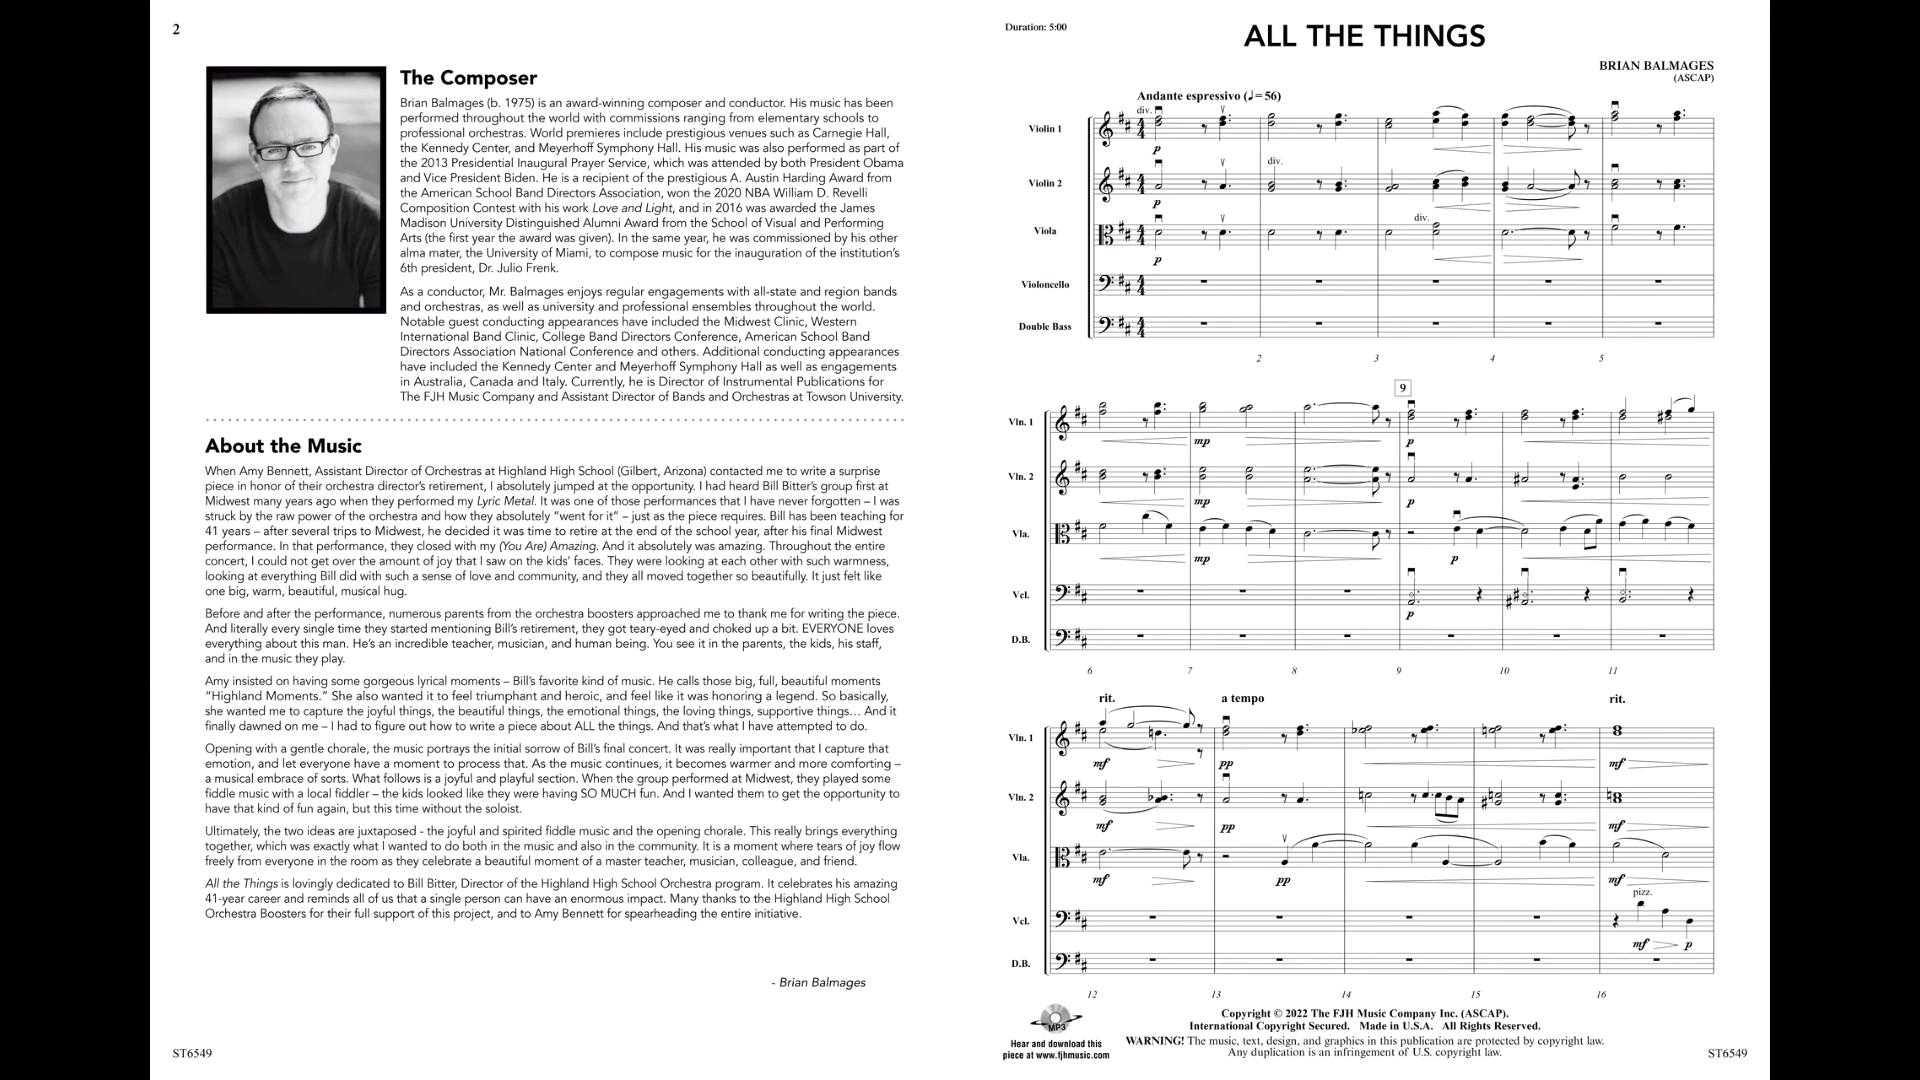 2
The Composer
Brian Balmages (b. 1975) is an award-winning composer and conductor. His music has been
performed throughout the world with commissions ranging from elementary schools to
professional orchestras. World premieres include prestigious venues such as Carnegie Hall,
the Kennedy Center, and Meyerhoff Symphony Hall. His music was also performed as part of
the 2013 Presidential Inaugural Prayer Service, which was attended by both President Obama
and Vice President Biden. He is a recipient of the prestigious A. Austin Harding Award from
the American School Band Directors Association, won the 2020 NBA William D. Revelli
Composition Contest with his work Love and Light, and in 2016 was awarded the James
Madison University Distinguished Alumni Award from the School of Visual and Performing
Arts (the first year the award was given). In the same year, he was commissioned by his other
alma mater, the University of Miami, to compose music for the inauguration of the institution's
6th president, Dr. Julio Frenk.
As a conductor, Mr. Balmages enjoys regular engagements with all-state and region bands
and orchestras, as well as university and professional ensembles throughout the world.
Notable guest conducting appearances have included the Midwest Clinic, Western
International Band Clinic, College Band Directors Conference, American School Band
Directors Association National Conference and others. Additional conducting appearances
have included the Kennedy Center and Meyerhoff Symphony Hall as well as engagements
in Australia, Canada and Italy. Currently, he is Director of Instrumental Publications for
The FJH Music Company and Assistant Director of Bands and Orchestras at Towson University.
About the Music
When Amy Bennett, Assistant Director of Orchestras at Highland High School (Gilbert, Arizona) contacted me to write a surprise
piece in honor of their orchestra director's retirement, I absolutely jumped at the opportunity. I had heard Bill Bitter's group first at
Midwest many years ago when they performed my Lyric Metal. It was one of those performances that I have never forgotten – I was
struck by the raw power of the orchestra and how they absolutely "went for it" – just as the piece requires. Bill has been teaching for
41 years – after several trips to Midwest, he decided it was time to retire at the end of the school year, after his final Midwest
performance. In that performance, they closed with my (You Are) Amazing. And it absolutely was amazing. Throughout the entire
concert, I could not get over the amount of joy that I saw on the kids' faces. They were looking at each other with such warmness,
looking at everything Bill did with such a sense of love and community, and they all moved together so beautifully. It just felt like
one big, warm, beautiful, musical hug.
Before and after the performance, numerous parents from the orchestra boosters approached me to thank me for writing the piece.
And literally every single time they started mentioning Bill's retirement, they got teary-eyed and choked up a bit. EVERYONE loves
everything about this man. He's an incredible teacher, musician, and human being. You see it in the parents, the kids, his staff,
and in the music they play.
Amy insisted on having some gorgeous lyrical moments – Bill's favorite kind of music. He calls those big, full, beautiful moments
"Highland Moments." She also wanted it to feel triumphant and heroic, and feel like it was honoring a legend. So basically,
she wanted me to capture the joyful things, the beautiful things, the emotional things, the loving things, supportive things… And it
finally dawned on me – I had to figure out how to write a piece about ALL the things. And that's what I have attempted to do.
Opening with a gentle chorale, the music portrays the initial sorrow of Bill's final concert. It was really important that I capture that
emotion, and let everyone have a moment to process that. As the music continues, it becomes warmer and more comforting –
a musical embrace of sorts. What follows is a joyful and playful section. When the group performed at Midwest, they played some
fiddle music with a local fiddler – the kids looked like they were having SO MUCH fun. And I wanted them to get the opportunity to
have that kind of fun again, but this time without the soloist.
Ultimately, the two ideas are juxtaposed - the joyful and spirited fiddle music and the opening chorale. This really brings everything
together, which was exactly what I wanted to do both in the music and also in the community. It is a moment where tears of joy flow
freely from everyone in the room as they celebrate a beautiful moment of a master teacher, musician, colleague, and friend.
All the Things is lovingly dedicated to Bill Bitter, Director of the Highland High School Orchestra program. It celebrates his amazing
41-year career and reminds all of us that a single person can have an enormous impact. Many thanks to the Highland High School
Orchestra Boosters for their full support of this project, and to Amy Bennett for spearheading the entire initiative.
- Brian Balmages
ST6549
Duration: 5:00
ALL THE THINGS
BRIAN BALMAGES
(ASCAP)
Andante espressivo (♩= 56)
div.
Violin 1
p
div.
Violin 2
p
div.
Viola
p
Violoncello
Double Bass
2 3 4 5
9
Vln. 1
mp p
Vln. 2
mp p
Vla.
mp p
Vcl.
p
D.B.
6 7 8 9 10 11
rit. a tempo rit.
Vln. 1
mf pp mf
Vln. 2
mf pp mf
Vla.
mf pp mf
pizz.
Vcl.
mf p
D.B.
12 13 14 15 16
MP3
Hear and download this
piece at www.fjhmusic.com
Copyright © 2022 The FJH Music Company Inc. (ASCAP).
International Copyright Secured. Made in U.S.A. All Rights Reserved.
WARNING! The music, text, design, and graphics in this publication are protected by copyright law.
Any duplication is an infringement of U.S. copyright law.
ST6549